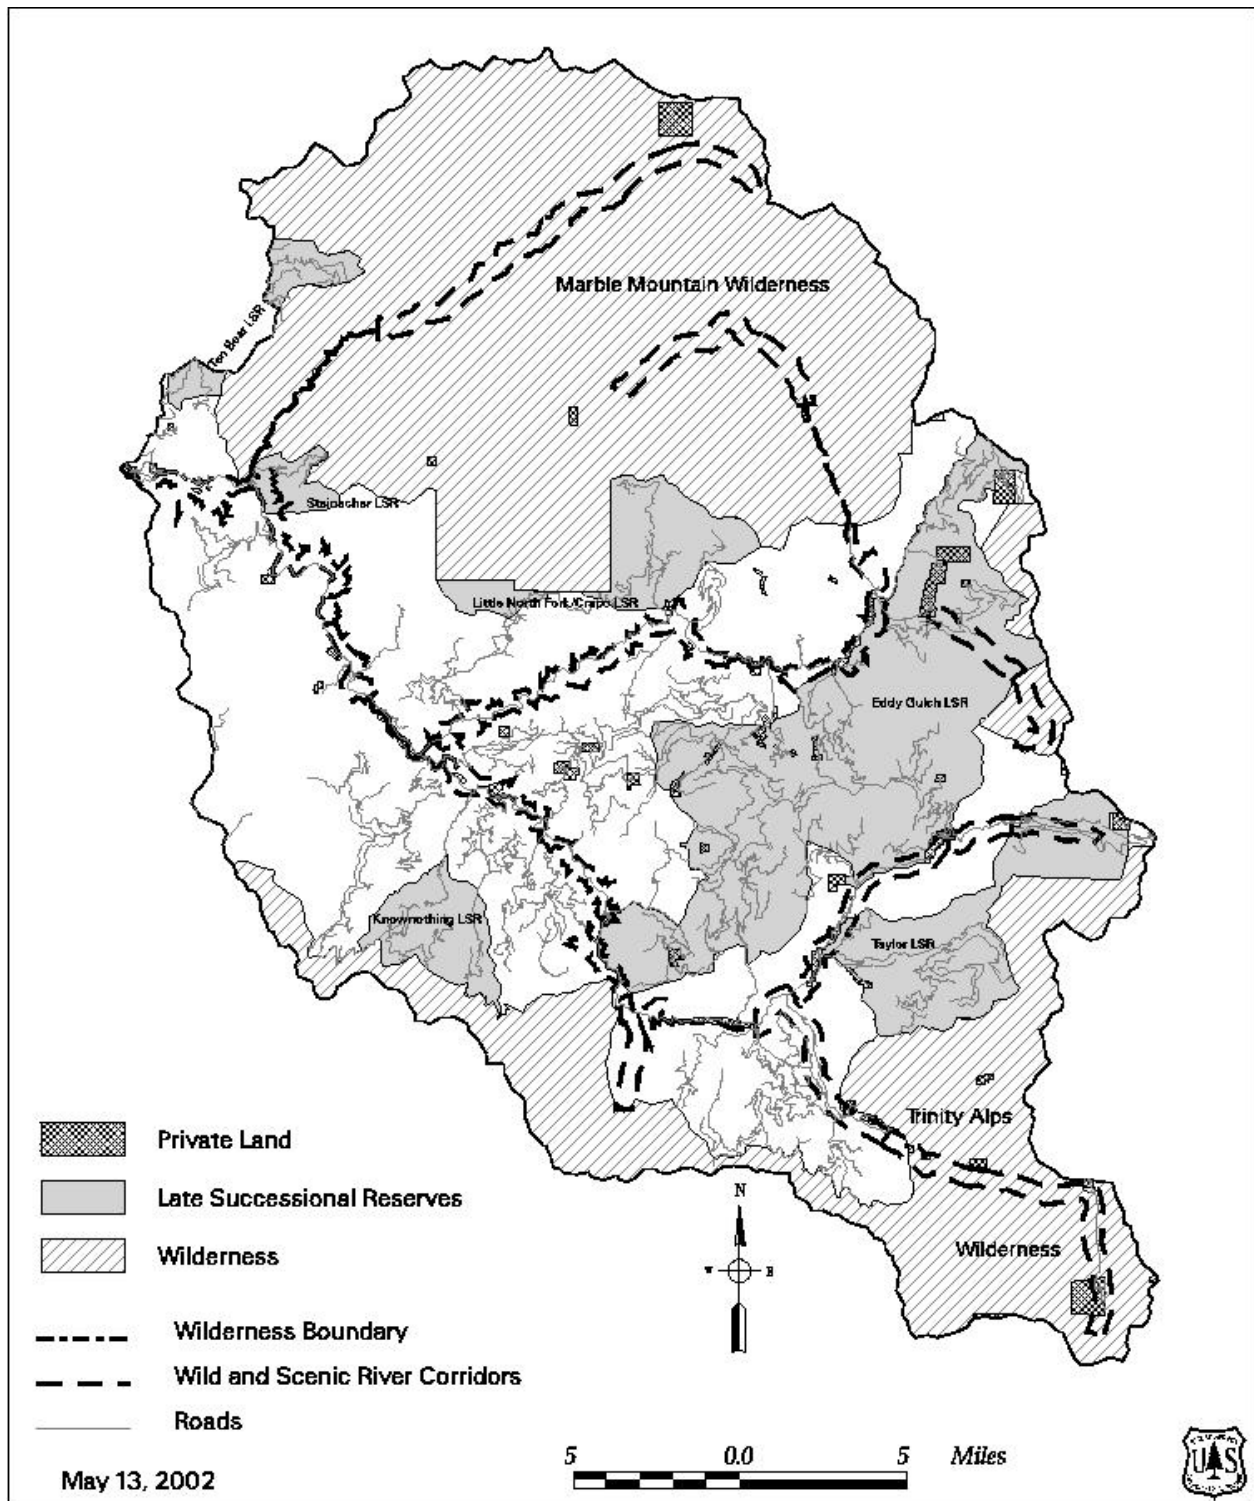 Marble Mountain Wilderness
Ten Bear LSR
Steinacher LSR
Little North Fork/Crapo LSR
Eddy Gulch LSR
Knownothing LSR
Taylor LSR
Trinity Alps
Wilderness
Private Land
Late Successional Reserves
Wilderness
N
W E
Wilderness Boundary
Wild and Scenic River Corridors
Roads
5 0.0 5 Miles
May 13, 2002
U S